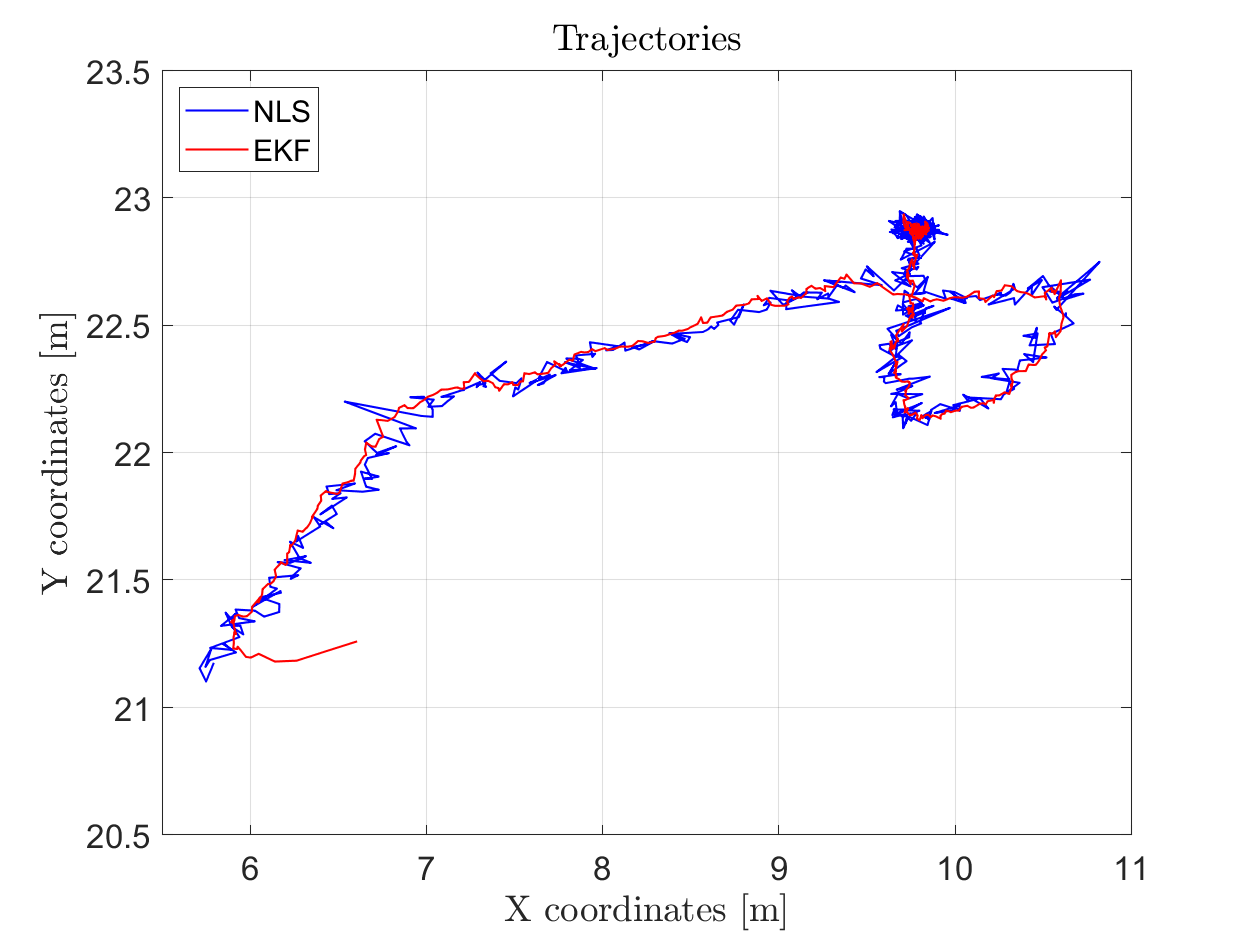 Trajectories
NLS
EKF
23.5
23
22.5
22
21.5
21
20.5
Y coordinates [m]
6 7 8 9 10 11
X coordinates [m]